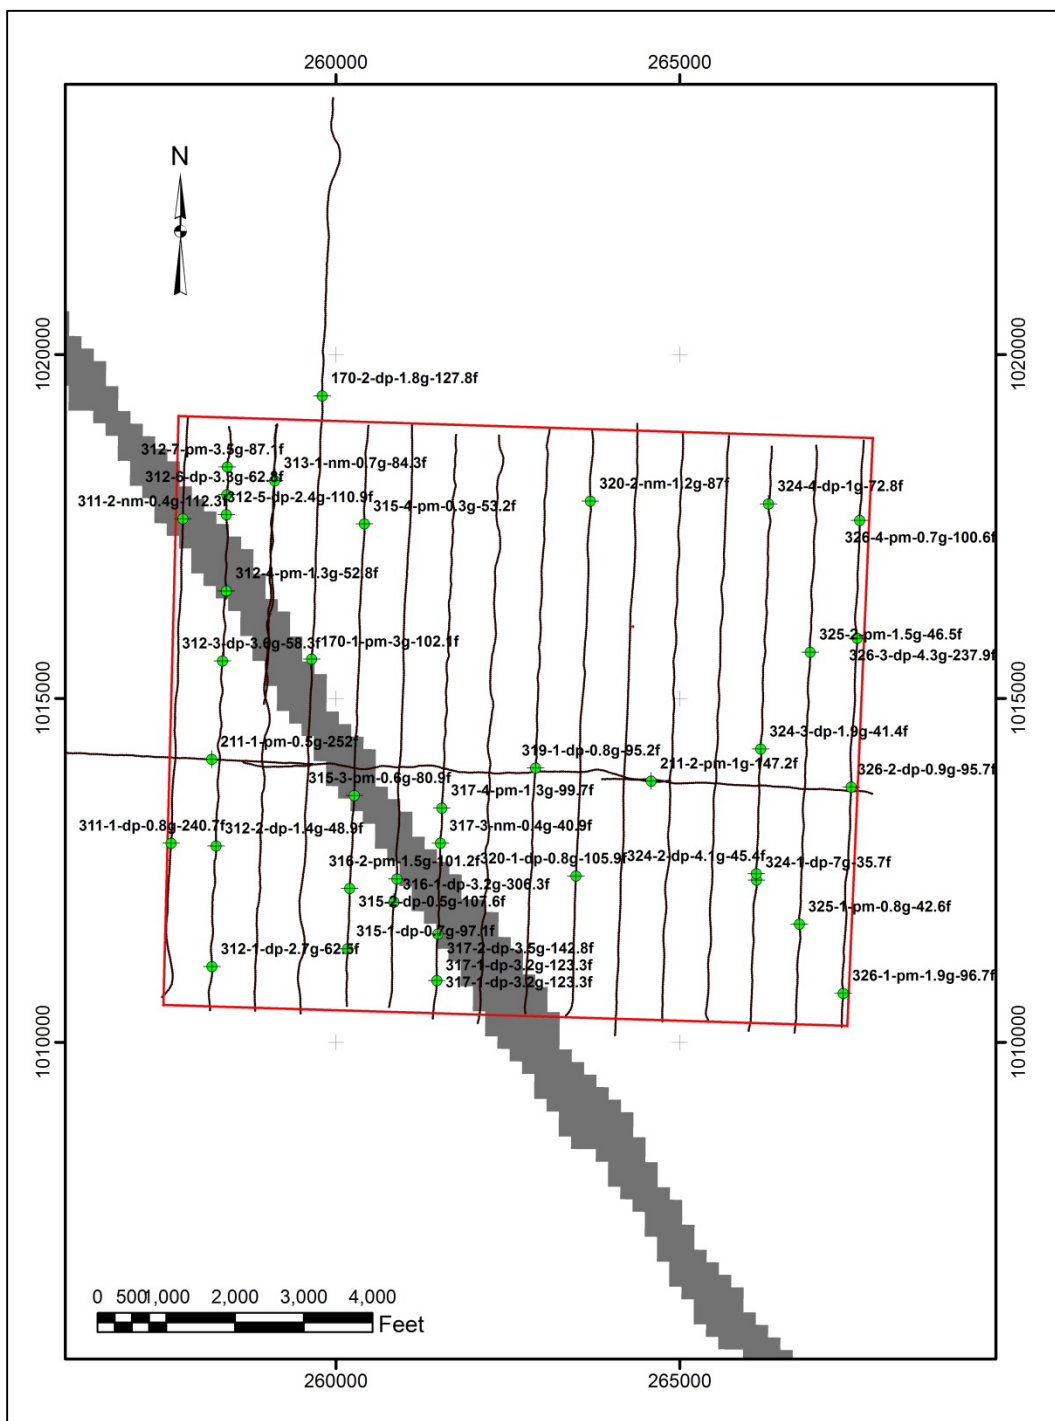 260000
265000
N
1020000
1020000
170-2-dp-1.8g-127.8f
312-7-pm-3.5g-87.1f
313-1-nm-0.7g-84.3f
312-6-dp-3.3g-62.8f
320-2-nm-1.2g-87f
324-4-dp-1g-72.8f
311-2-nm-0.4g-112.3f
312-5-dp-2.4g-110.9f
315-4-pm-0.3g-53.2f
326-4-pm-0.7g-100.6f
312-4-pm-1.3g-52.8f
312-3-dp-3.6g-58.3f
170-1-pm-3g-102.1f
325-2-pm-1.5g-46.5f
326-3-dp-4.3g-237.9f
1015000
1015000
211-1-pm-0.5g-252f
319-1-dp-0.8g-95.2f
324-3-dp-1.9g-41.4f
211-2-pm-1g-147.2f
326-2-dp-0.9g-95.7f
315-3-pm-0.6g-80.9f
317-4-pm-1.3g-99.7f
311-1-dp-0.8g-240.7f
312-2-dp-1.4g-48.9f
317-3-nm-0.4g-40.9f
316-2-pm-1.5g-101.2f
320-1-dp-0.8g-105.9f
324-2-dp-4.1g-45.4f
324-1-dp-7g-35.7f
316-1-dp-3.2g-306.3f
315-2-dp-0.5g-107.6f
325-1-pm-0.8g-42.6f
315-1-dp-0.7g-97.1f
312-1-dp-2.7g-62.5f
317-2-dp-3.5g-142.8f
317-1-dp-3.2g-123.3f
317-1-dp-3.2g-123.3f
326-1-pm-1.9g-96.7f
1010000
1010000
0 500 1,000 2,000 3,000 4,000
Feet
260000
265000